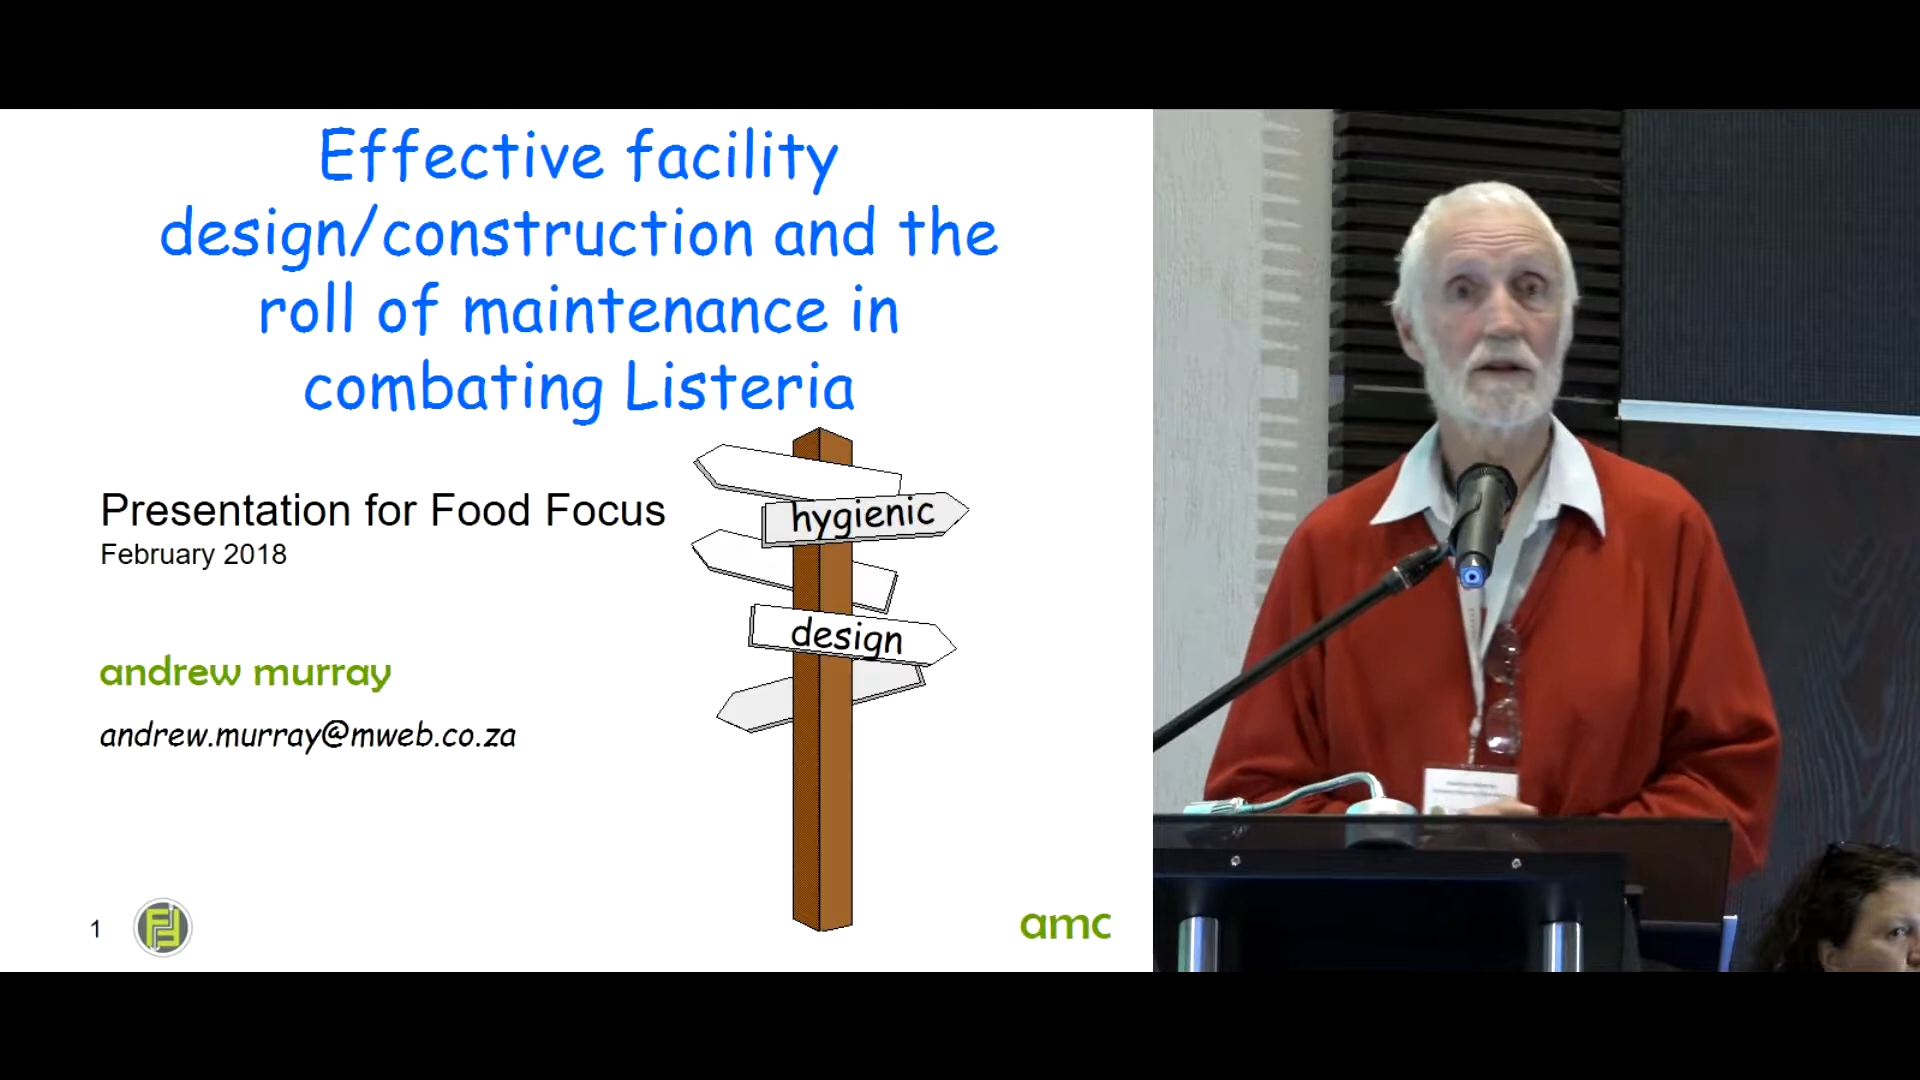 Effective facility
design/construction and the
roll of maintenance in
combating Listeria
Presentation for Food Focus
February 2018
hygienic
design
andrew murray
andrew.murray@mweb.co.za
1
amc